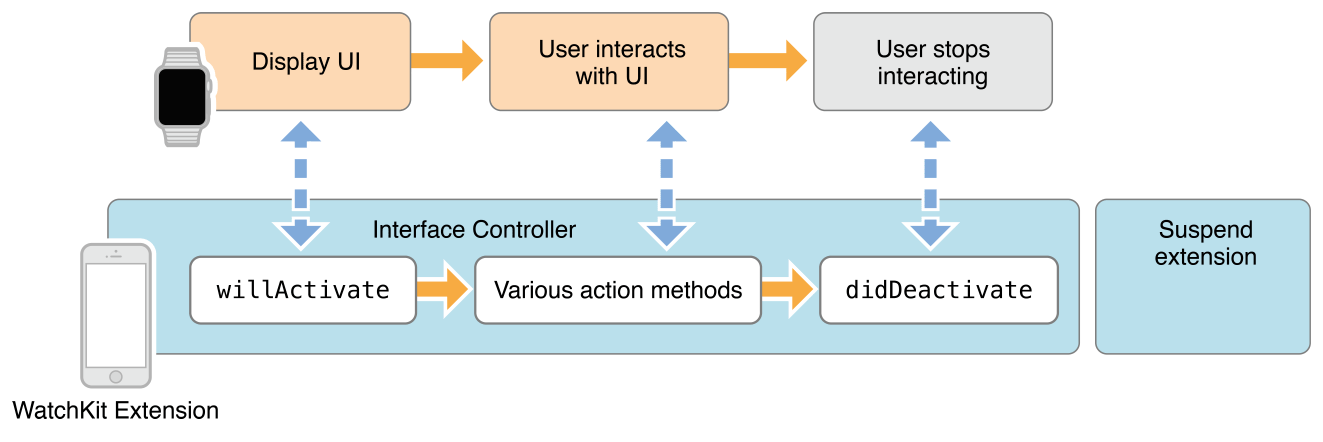 Display UI
User interacts
with UI
User stops
interacting
Interface Controller
Suspend
extension
willActivate
Various action methods
didDeactivate
WatchKit Extension